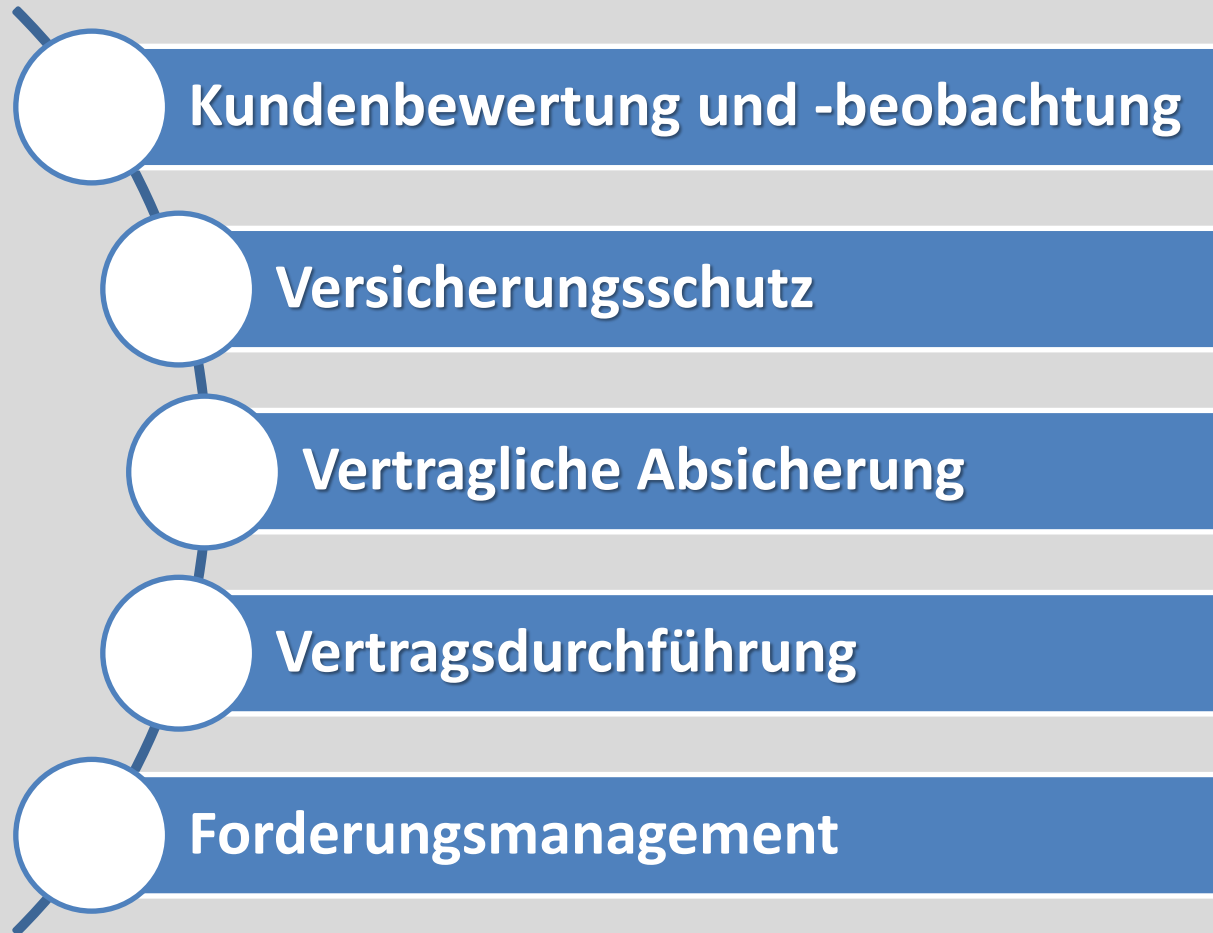 Kundenbewertung und -beobachtung
Versicherungsschutz
Vertragliche Absicherung
Vertragsdurchführung
Forderungsmanagement